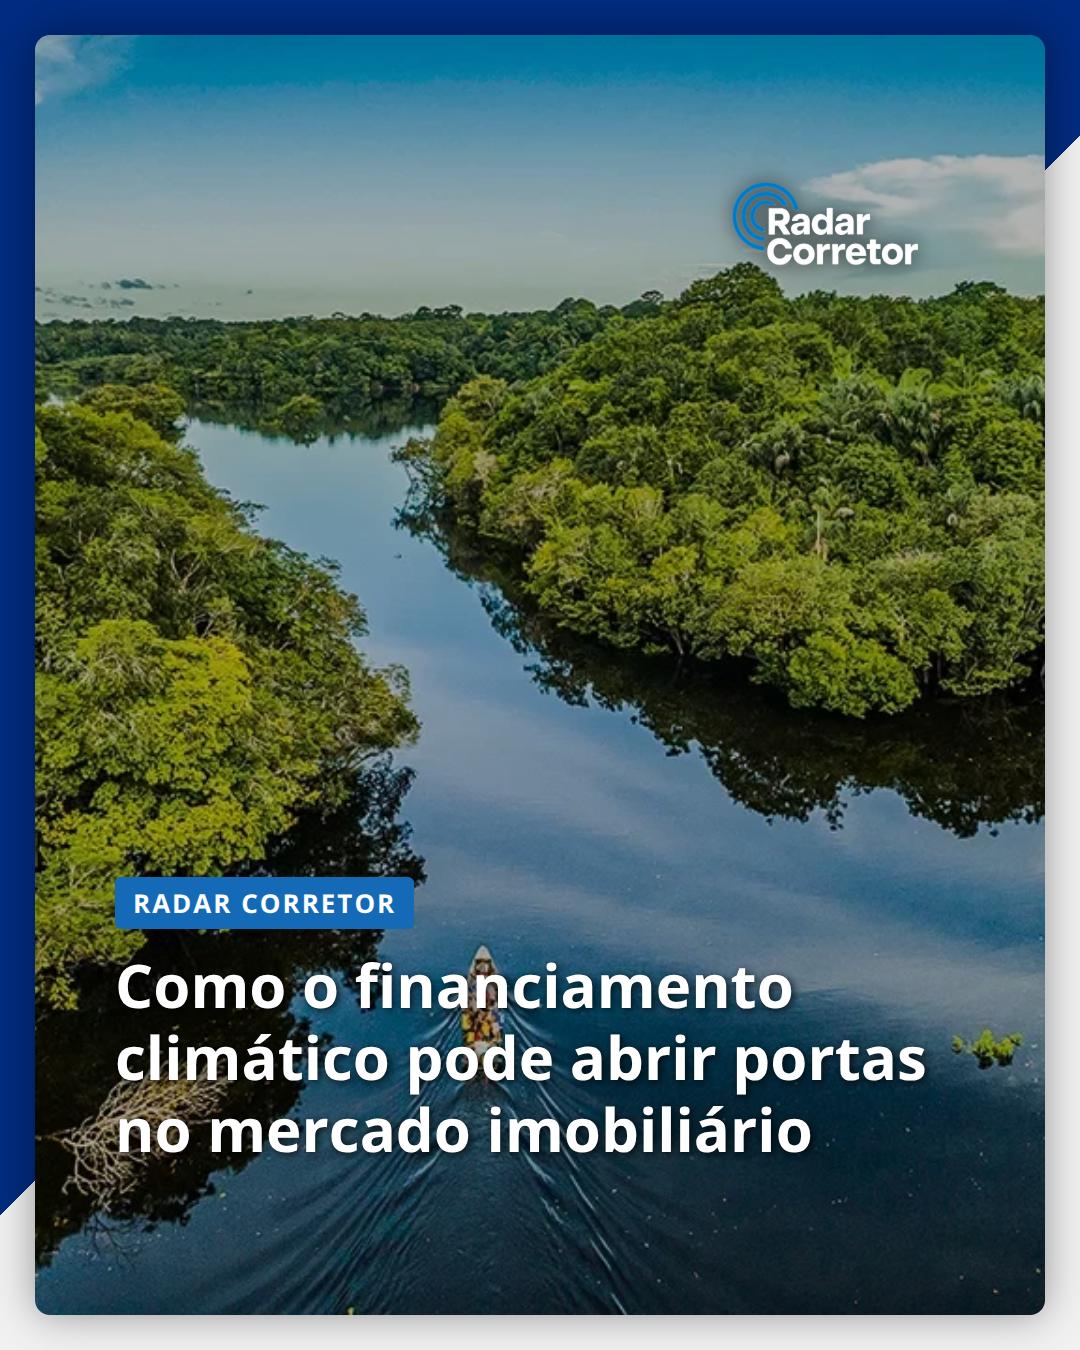 Radar
Corretor
RADAR CORRETOR
Como o financiamento
climático pode abrir portas
no mercado imobiliário